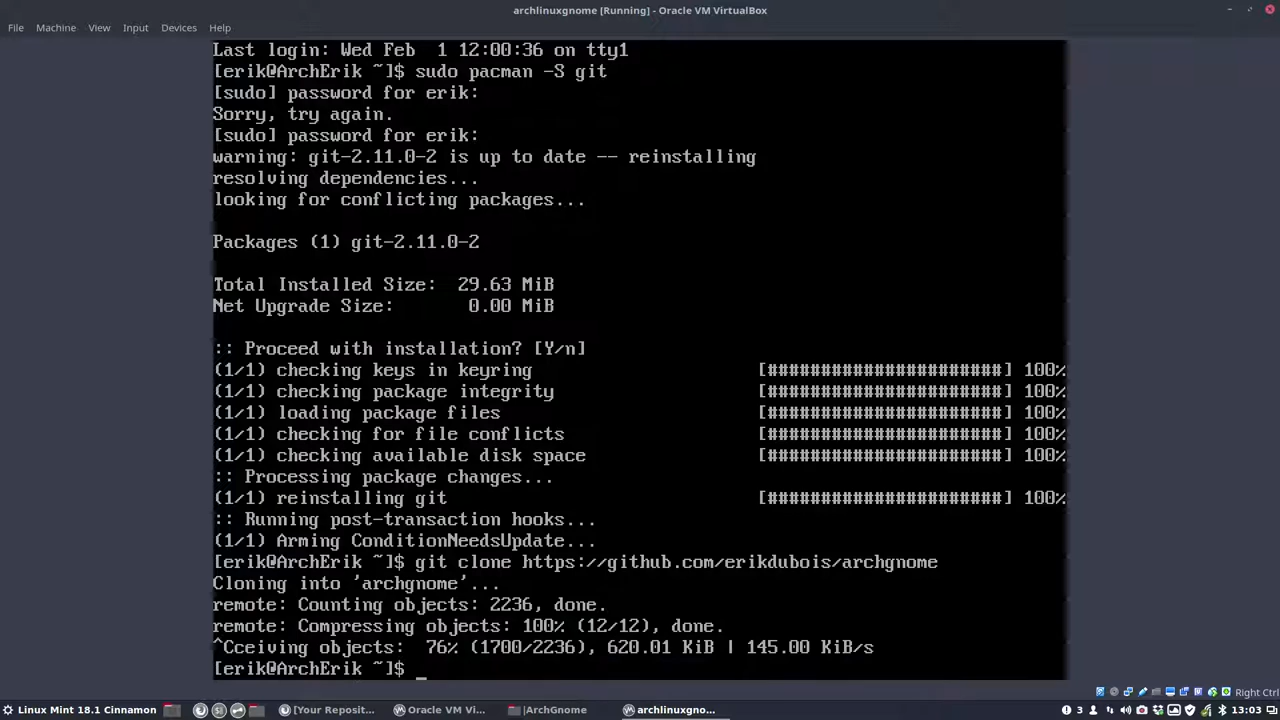 archlinuxgnome [Running] - Oracle VM VirtualBox
File Machine View Input Devices Help
Last login: Wed Feb  1 12:00:36 on tty1
[erik@ArchErik ~]$ sudo pacman -S git
[sudo] password for erik:
Sorry, try again.
[sudo] password for erik:
warning: git-2.11.0-2 is up to date -- reinstalling
resolving dependencies...
looking for conflicting packages...
Packages (1) git-2.11.0-2
Total Installed Size:  29.63 MiB
Net Upgrade Size:       0.00 MiB
:: Proceed with installation? [Y/n]
(1/1) checking keys in keyring [######################] 100%
(1/1) checking package integrity [######################] 100%
(1/1) loading package files [######################] 100%
(1/1) checking for file conflicts [######################] 100%
(1/1) checking available disk space [######################] 100%
:: Processing package changes...
(1/1) reinstalling git [######################] 100%
:: Running post-transaction hooks...
(1/1) Arming ConditionNeedsUpdate...
[erik@ArchErik ~]$ git clone https://github.com/erikdubois/archgnome
Cloning into 'archgnome'...
remote: Counting objects: 2236, done.
remote: Compressing objects: 100% (12/12), done.
^Cceiving objects:  76% (1700/2236), 620.01 KiB | 145.00 KiB/s
[erik@ArchErik ~]$ _
Right Ctrl
Linux Mint 18.1 Cinnamon [Your Reposit... Oracle VM Vi... |ArchGnome archlinuxgno... 3 13:03